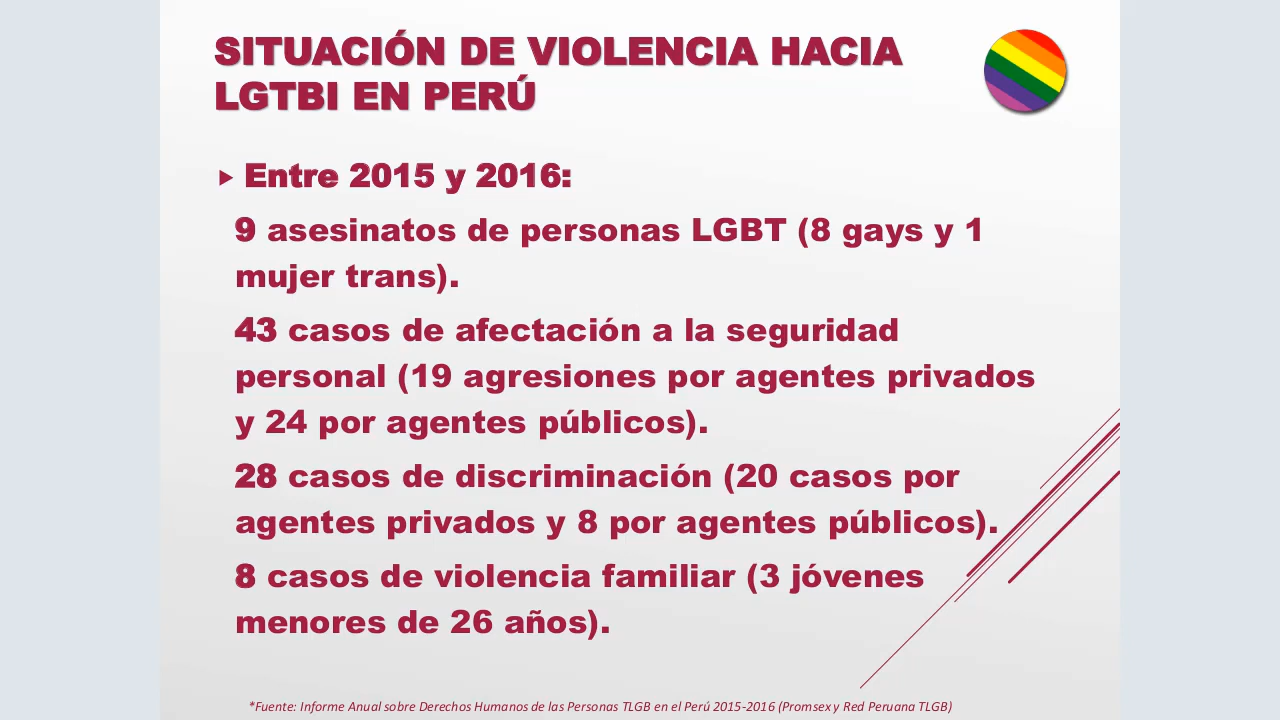 SITUACIÓN DE VIOLENCIA HACIA
LGTBI EN PERÚ
Entre 2015 y 2016:
9 asesinatos de personas LGBT (8 gays y 1
mujer trans).
43 casos de afectación a la seguridad
personal (19 agresiones por agentes privados
y 24 por agentes públicos).
28 casos de discriminación (20 casos por
agentes privados y 8 por agentes públicos).
8 casos de violencia familiar (3 jóvenes
menores de 26 años).
*Fuente: Informe Anual sobre Derechos Humanos de las Personas TLGB en el Perú 2015-2016 (Promsex y Red Peruana TLGB)